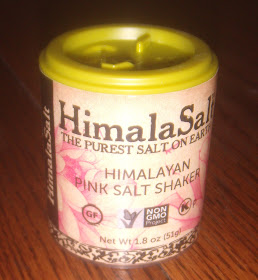 HimalaSalt
THE PUREST SALT ON EARTH
HIMALAYAN
PINK SALT SHAKER
GF
NON
GMO
Project
K
Net Wt 1.8 oz (51g)
HimalaSalt